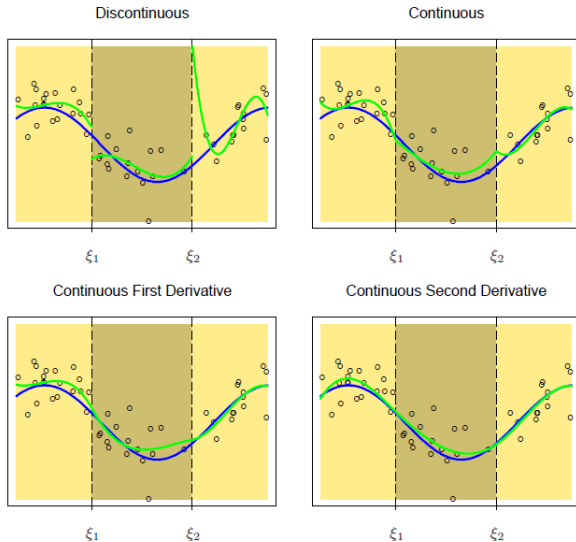 Discontinuous
Continuous
ξ1
ξ2
ξ1
ξ2
Continuous First Derivative
Continuous Second Derivative
ξ1
ξ2
ξ1
ξ2